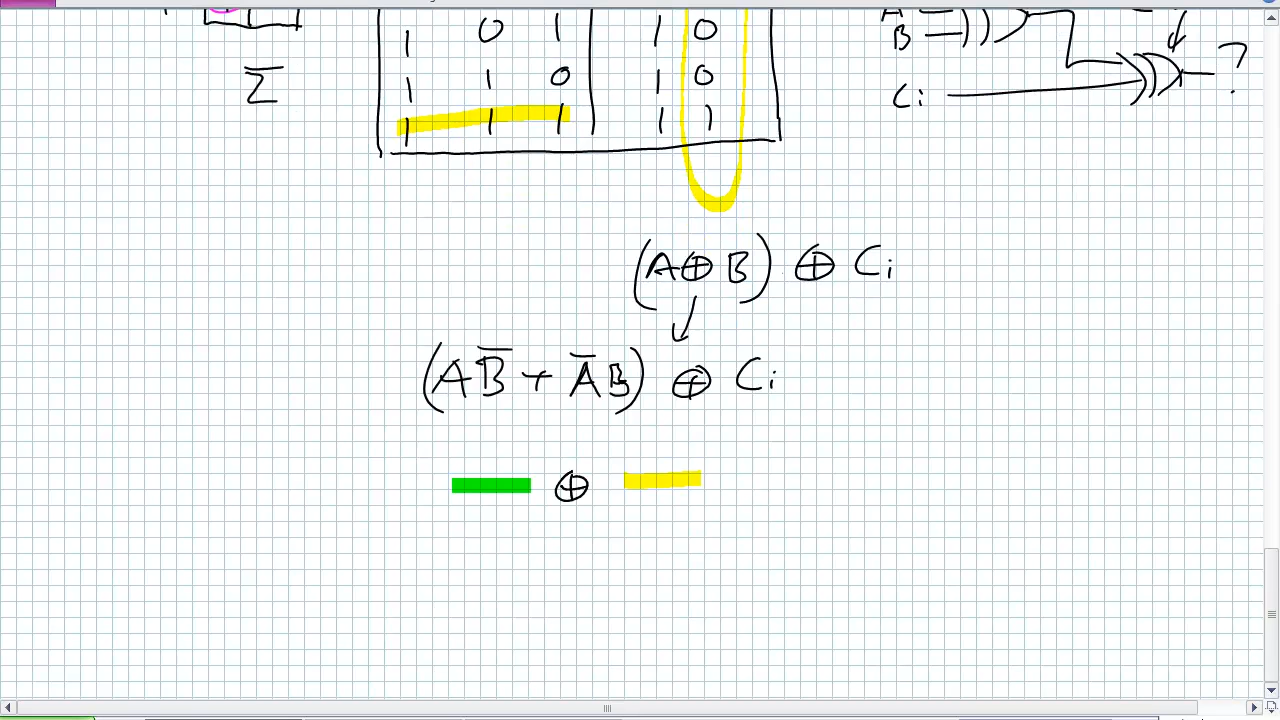 A
B
1 0 1 1 0
?
Σ
1 1 0 1 0
Ci
1 1 1 1 1
(A⊕B) ⊕ Ci
(AB̅ + A̅B) ⊕ Ci
⊕